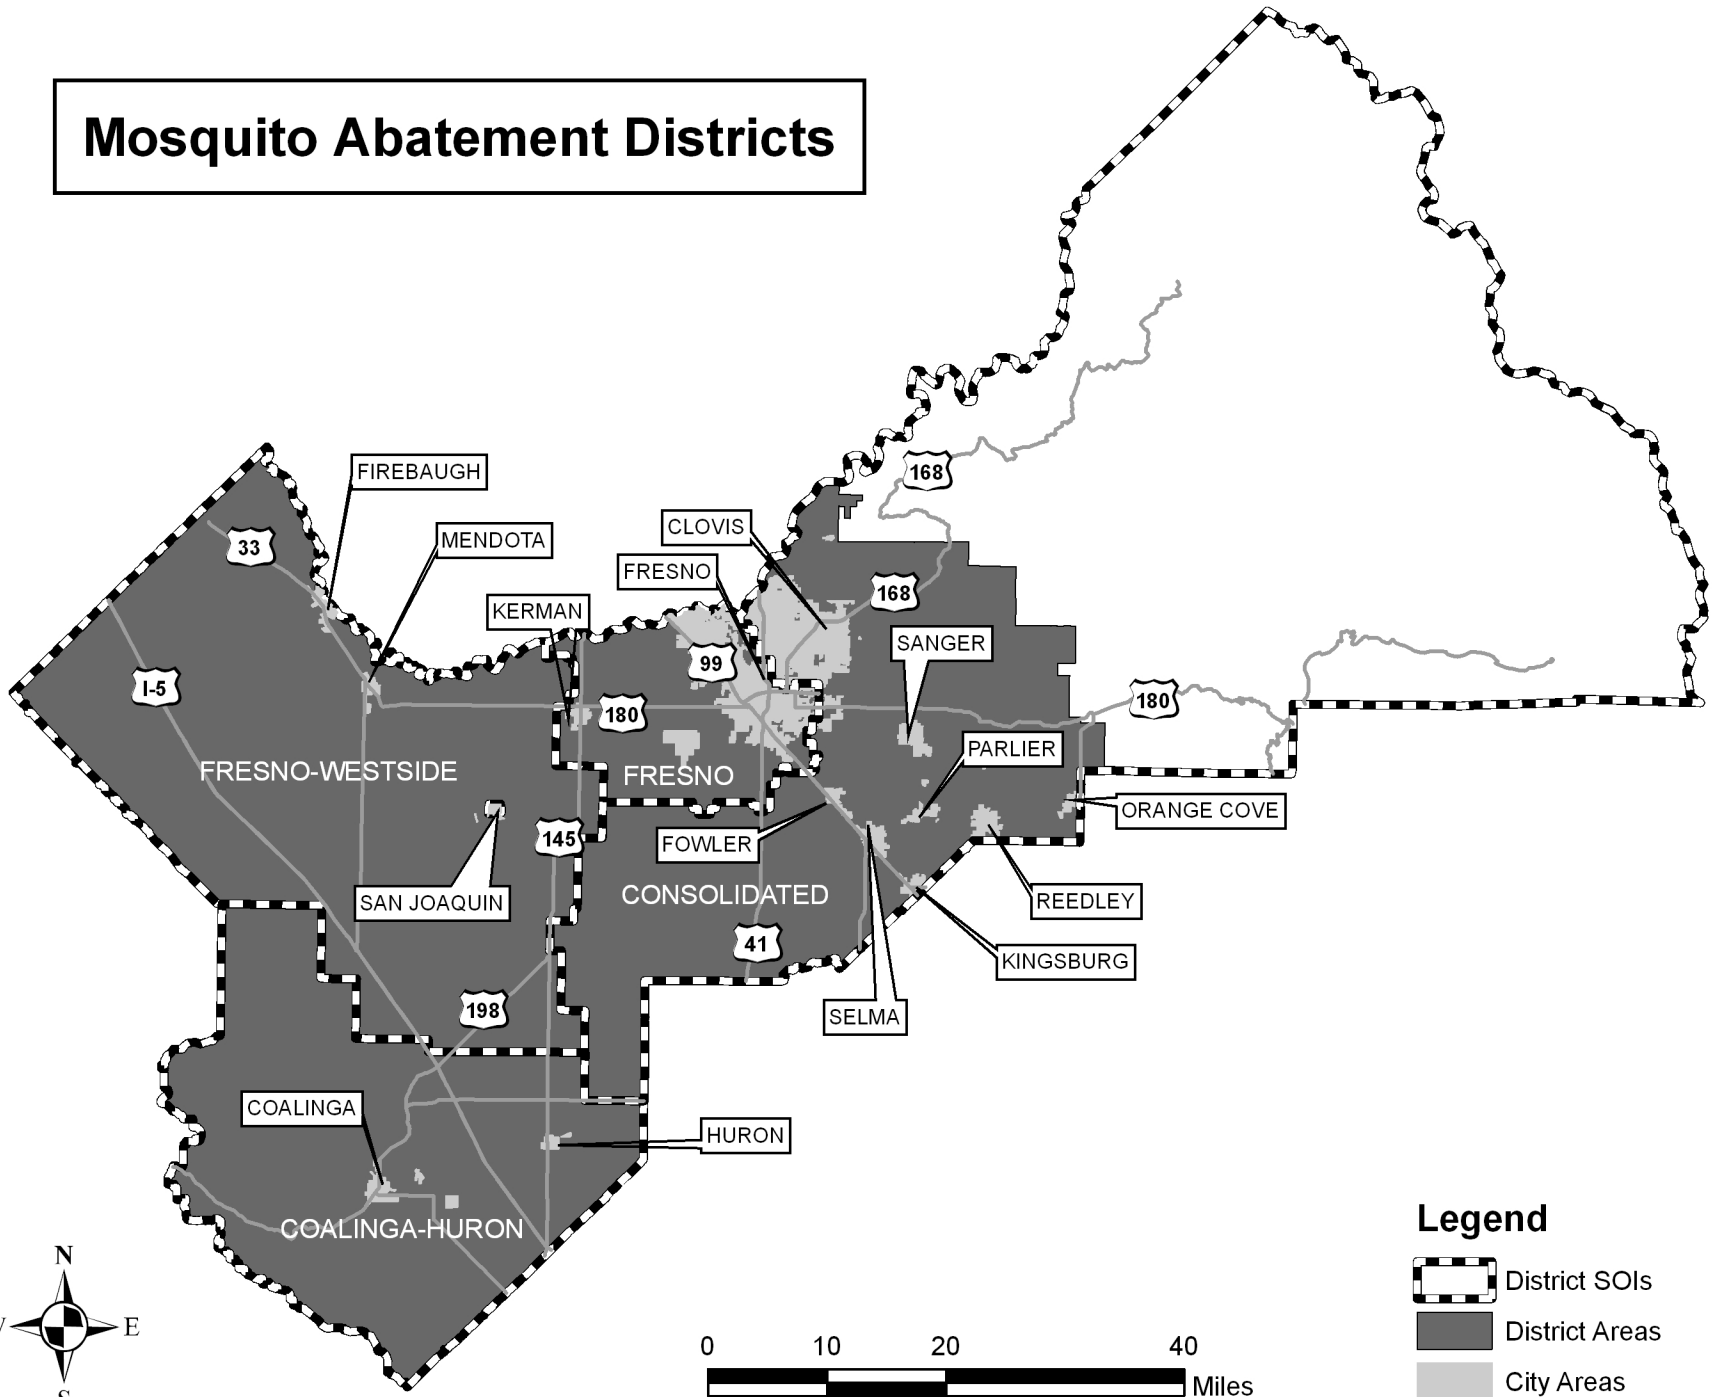 Mosquito Abatement Districts
FIREBAUGH
33
MENDOTA
CLOVIS
168
FRESNO
168
KERMAN
SANGER
99
I-5
180
180
PARLIER
FRESNO-WESTSIDE
FRESNO
ORANGE COVE
145
FOWLER
SAN JOAQUIN
CONSOLIDATED
REEDLEY
41
KINGSBURG
198
SELMA
COALINGA
HURON
COALINGA-HURON
Legend
District SOIs
District Areas
City Areas
N
E
S
0 10 20 40
Miles